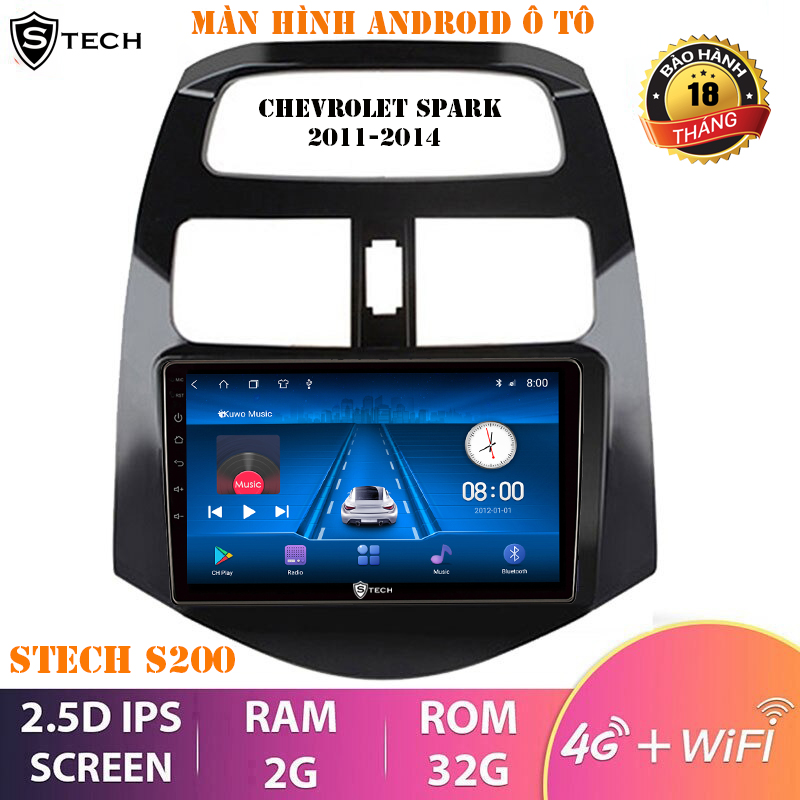 STECH
MÀN HÌNH ANDROID Ô TÔ
BẢO HÀNH
18
THÁNG
CHEVROLET SPARK
2011-2014
MIC
RST
8:00
Kuwo Music
Music
08:00
2012-01-01
CH Play
Radio
Music
Bluetooth
STECH
STECH S200
2.5D IPS
SCREEN
RAM
2G
ROM
32G
4G + WiFi